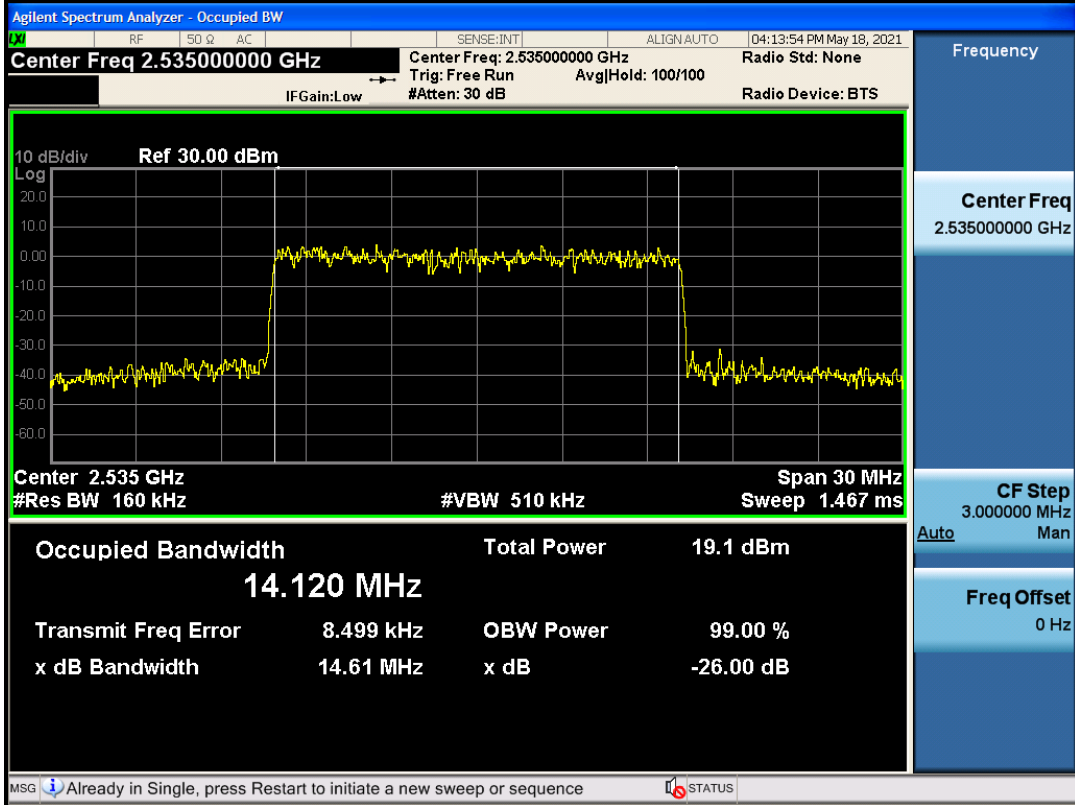 Agilent Spectrum Analyzer - Occupied BW
LXI RF 50 Ω AC SENSE:INT ALIGN AUTO 04:13:54 PM May 18, 2021
Center Freq 2.535000000 GHz
Center Freq: 2.535000000 GHz
Radio Std: None
Trig: Free Run
Avg|Hold: 100/100
IFGain:Low
#Atten: 30 dB
Radio Device: BTS
10 dB/div
Ref 30.00 dBm
Log
20.0
10.0
0.00
-10.0
-20.0
-30.0
-40.0
-50.0
-60.0
Center 2.535 GHz
Span 30 MHz
#Res BW 160 kHz
#VBW 510 kHz
Sweep 1.467 ms
Occupied Bandwidth
14.120 MHz
Total Power 19.1 dBm
Transmit Freq Error 8.499 kHz
OBW Power 99.00 %
x dB Bandwidth 14.61 MHz
x dB -26.00 dB
Frequency
Center Freq
2.535000000 GHz
CF Step
3.000000 MHz
Auto Man
Freq Offset
0 Hz
MSG Already in Single, press Restart to initiate a new sweep or sequence STATUS